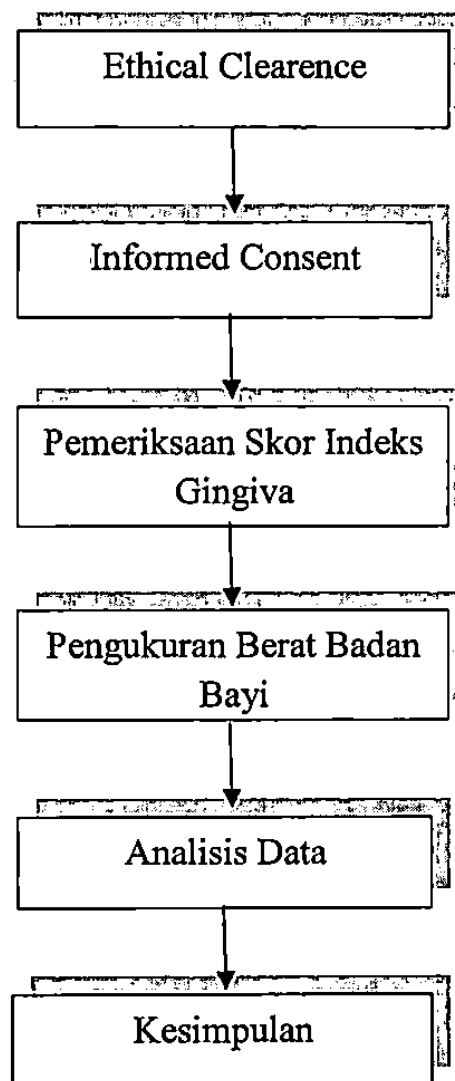 Ethical Clearence
Informed Consent
Pemeriksaan Skor Indeks
Gingiva
Pengukuran Berat Badan
Bayi
Analisis Data
Kesimpulan